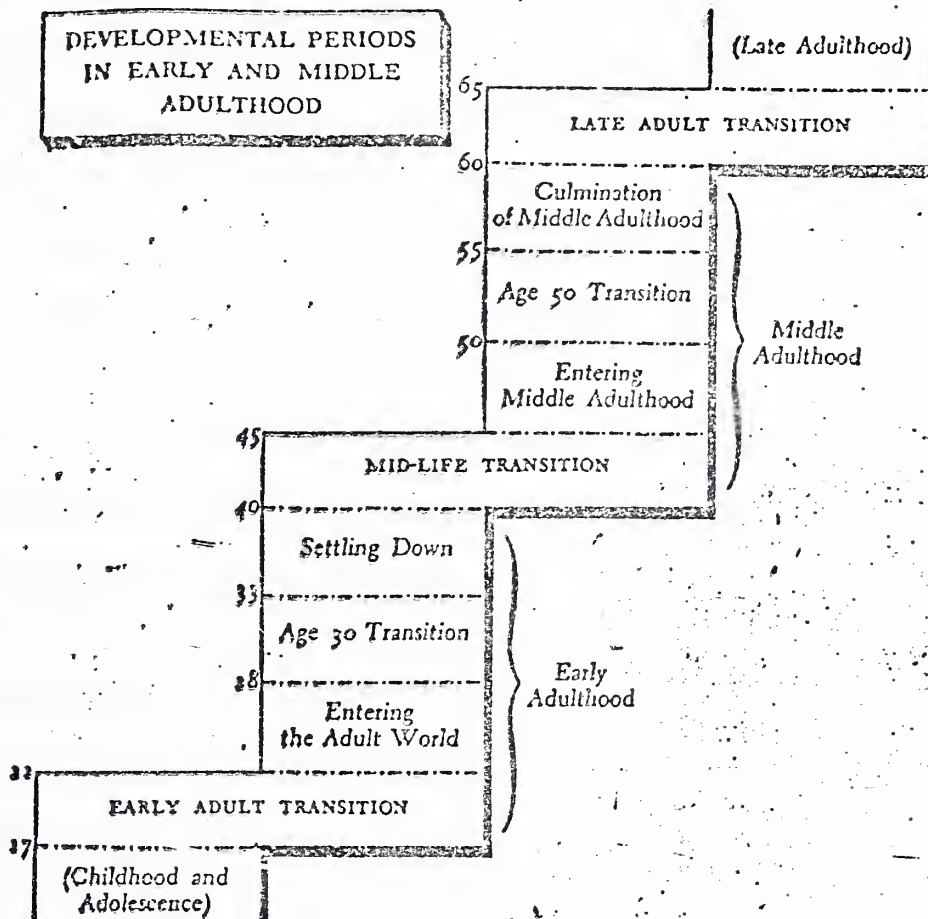 DEVELOPMENTAL PERIODS
IN EARLY AND MIDDLE
ADULTHOOD
(Late Adulthood)
65
LATE ADULT TRANSITION
60
Culmination
of Middle Adulthood
55
Age 50 Transition
50
Middle
Adulthood
Entering
Middle Adulthood
45
MID-LIFE TRANSITION
40
Settling Down
33
Age 30 Transition
28
Early
Adulthood
Entering
the Adult World
22
EARLY ADULT TRANSITION
17
(Childhood and
Adolescence)